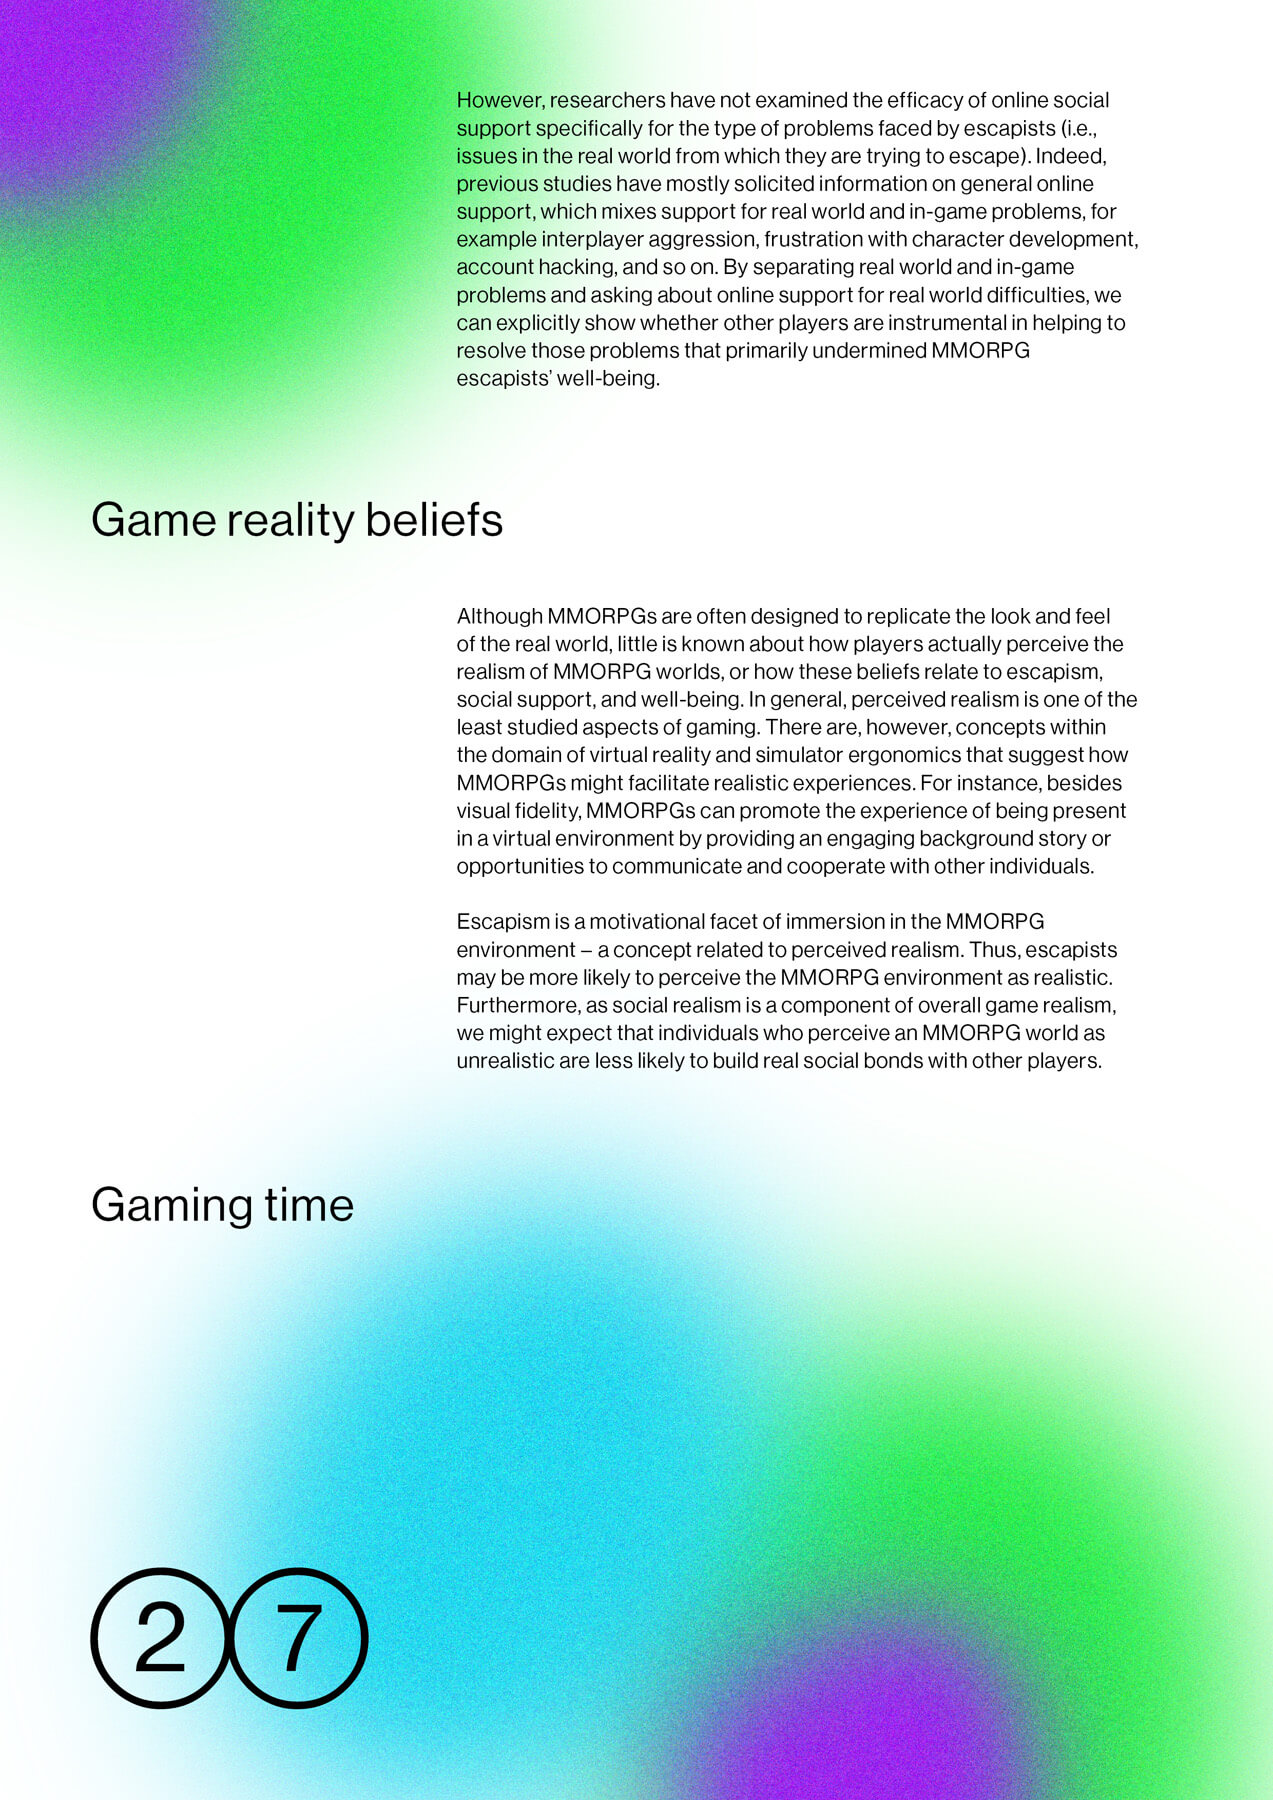 However, researchers have not examined the efficacy of online social
support specifically for the type of problems faced by escapists (i.e.,
issues in the real world from which they are trying to escape). Indeed,
previous studies have mostly solicited information on general online
support, which mixes support for real world and in-game problems, for
example interplayer aggression, frustration with character development,
account hacking, and so on. By separating real world and in-game
problems and asking about online support for real world difficulties, we
can explicitly show whether other players are instrumental in helping to
resolve those problems that primarily undermined MMORPG
escapists’ well-being.
Game reality beliefs
Although MMORPGs are often designed to replicate the look and feel
of the real world, little is known about how players actually perceive the
realism of MMORPG worlds, or how these beliefs relate to escapism,
social support, and well-being. In general, perceived realism is one of the
least studied aspects of gaming. There are, however, concepts within
the domain of virtual reality and simulator ergonomics that suggest how
MMORPGs might facilitate realistic experiences. For instance, besides
visual fidelity, MMORPGs can promote the experience of being present
in a virtual environment by providing an engaging background story or
opportunities to communicate and cooperate with other individuals.
Escapism is a motivational facet of immersion in the MMORPG
environment – a concept related to perceived realism. Thus, escapists
may be more likely to perceive the MMORPG environment as realistic.
Furthermore, as social realism is a component of overall game realism,
we might expect that individuals who perceive an MMORPG world as
unrealistic are less likely to build real social bonds with other players.
Gaming time
27